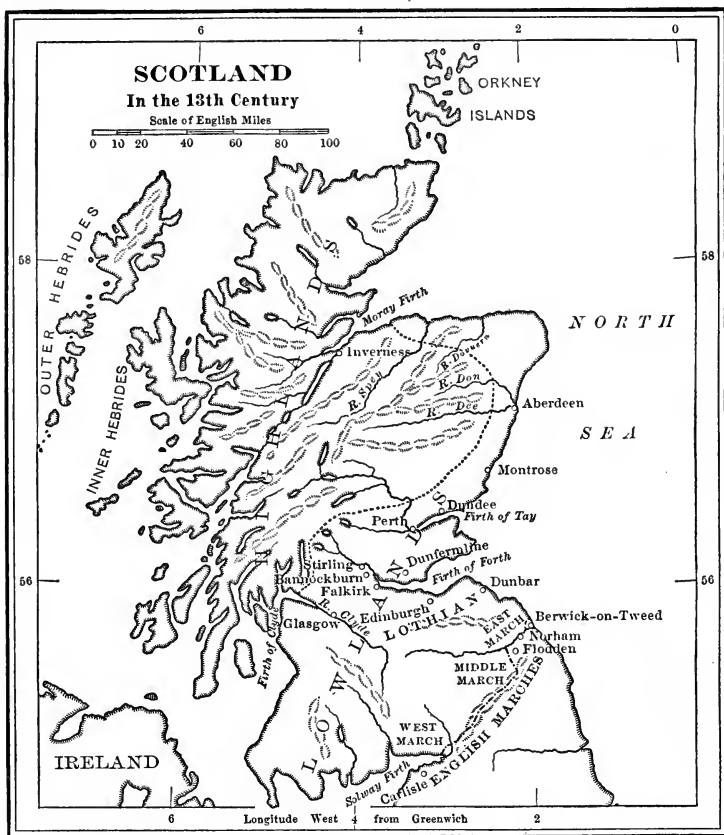 6 4 2 0
SCOTLAND
In the 13th Century
Scale of English Miles
0 10 20 40 60 80 100
ORKNEY
ISLANDS
OUTER HEBRIDES
58
58
HIGHLANDS
Moray Firth
NORTH
Inverness
INNER HEBRIDES
R. Spey
R. Don
R. Dee
Aberdeen
SEA
Montrose
Dundee
Perth
Firth of Tay
Dunfermline
Stirling
Firth of Forth
56
Bannockburn
56
Falkirk
Dunbar
Edinburgh
LOTHIAN
Glasgow
R. Clyde
EAST
MARCH
Berwick-on-Tweed
Norham
Flodden
Firth of Clyde
LOWLANDS
MIDDLE
MARCH
WEST
MARCH
ENGLISH MARCHES
IRELAND
Solway Firth
Carlisle
6 Longitude West 4 from Greenwich 2